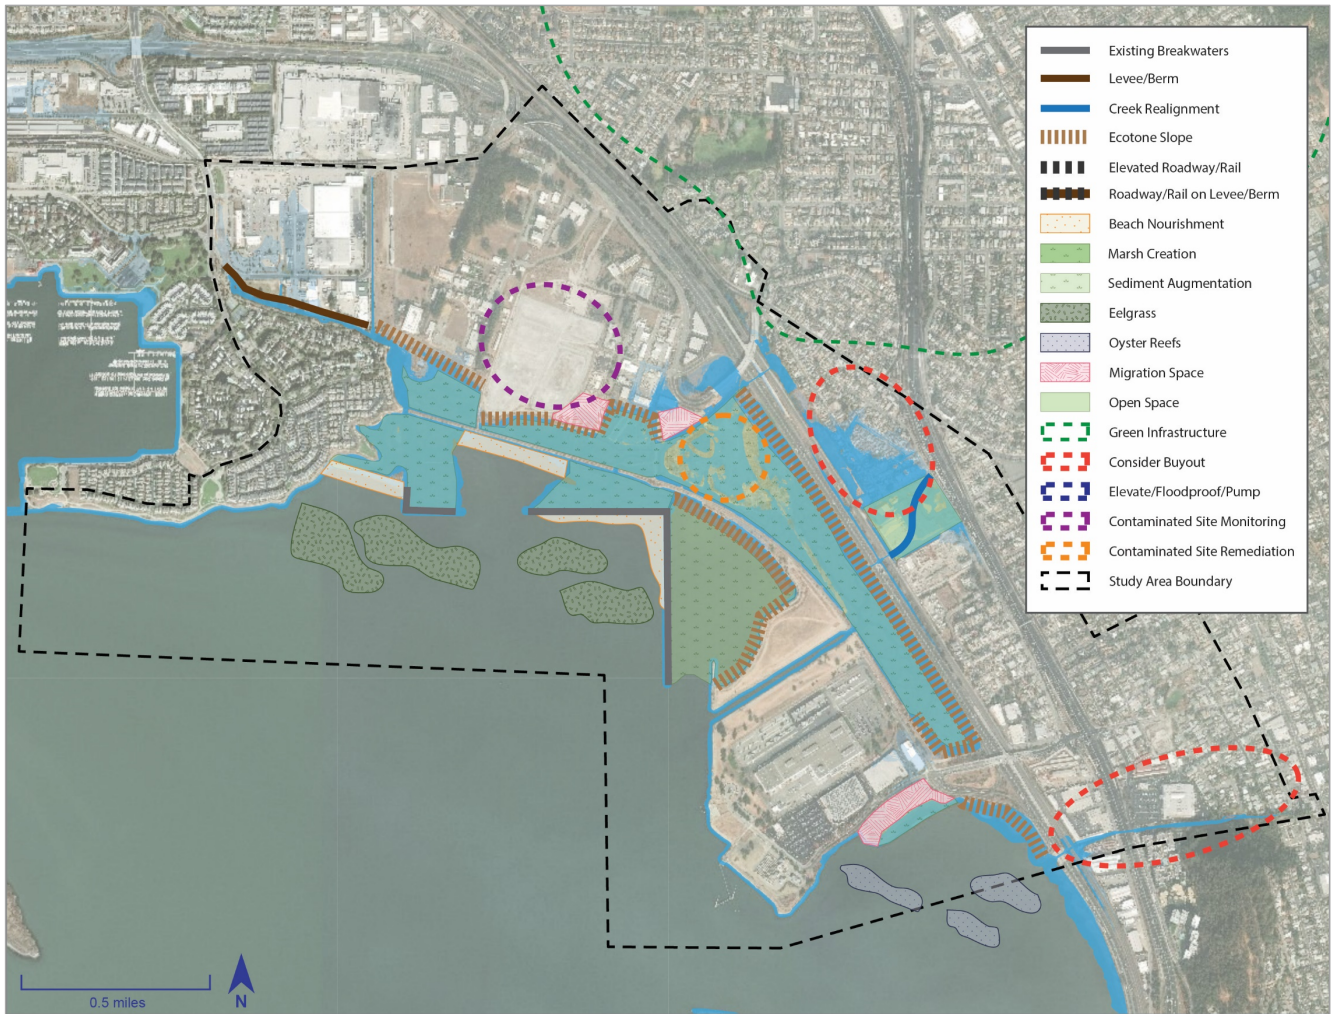 Existing Breakwaters
Levee/Berm
Creek Realignment
Ecotone Slope
Elevated Roadway/Rail
Roadway/Rail on Levee/Berm
Beach Nourishment
Marsh Creation
Sediment Augmentation
Eelgrass
Oyster Reefs
Migration Space
Open Space
Green Infrastructure
Consider Buyout
Elevate/Floodproof/Pump
Contaminated Site Monitoring
Contaminated Site Remediation
Study Area Boundary
0.5 miles
N